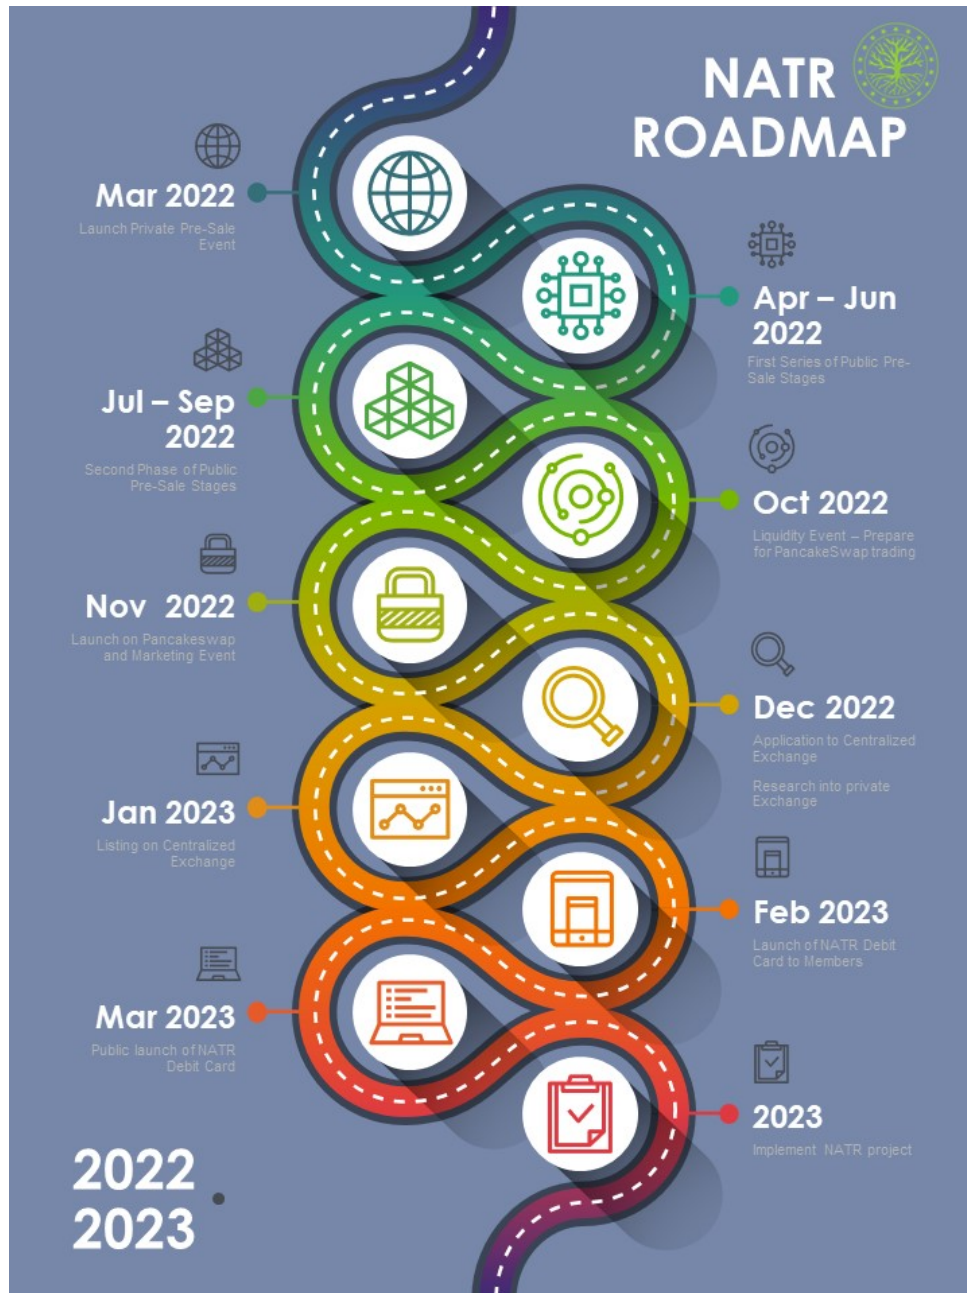 NATR
ROADMAP
Mar 2022
Launch Private Pre-Sale
Event
Apr – Jun
2022
First Series of Public Pre-
Sale Stages
Jul – Sep
2022
Second Phase of Public
Pre-Sale Stages
Oct 2022
Liquidity Event – Prepare
for PancakeSwap trading
Nov 2022
Launch on Pancakeswap
and Marketing Event
Dec 2022
Application to Centralized
Exchange
Research into private
Exchange
Jan 2023
Listing on Centralized
Exchange
Feb 2023
Launch of NATR Debit
Card to Members
Mar 2023
Public launch of NATR
Debit Card
2023
Implement NATR project
2022
2023